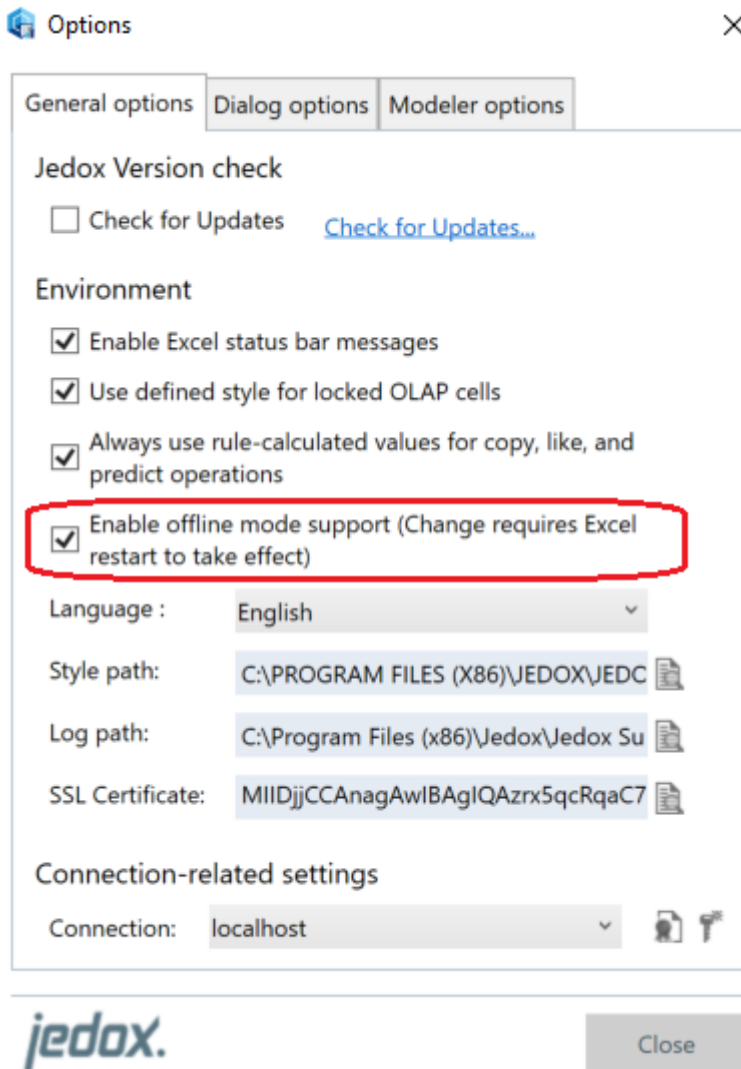 Options
General options
Dialog options
Modeler options
Jedox Version check
Check for Updates
Check for Updates...
Environment
Enable Excel status bar messages
Use defined style for locked OLAP cells
Always use rule-calculated values for copy, like, and
predict operations
Enable offline mode support (Change requires Excel
restart to take effect)
Language :
English
Style path:
C:\PROGRAM FILES (X86)\JEDOX\JEDC
Log path:
C:\Program Files (x86)\Jedox\Jedox Su
SSL Certificate:
MIIDjjCCAnagAwIBAgIQAzrx5qcRqaC7
Connection-related settings
Connection:
localhost
jedox.
Close